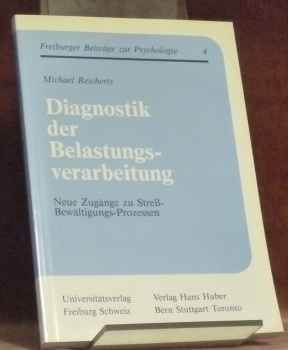 Freiburger Beiträge zur Psychologie 4
Michael Reicherts
Diagnostik
der
Belastungs-
verarbeitung
Neue Zugänge zu Streß-
Bewältigungs-Prozessen
Universitätsverlag Verlag Hans Huber
Freiburg Schweiz Bern Stuttgart Toronto